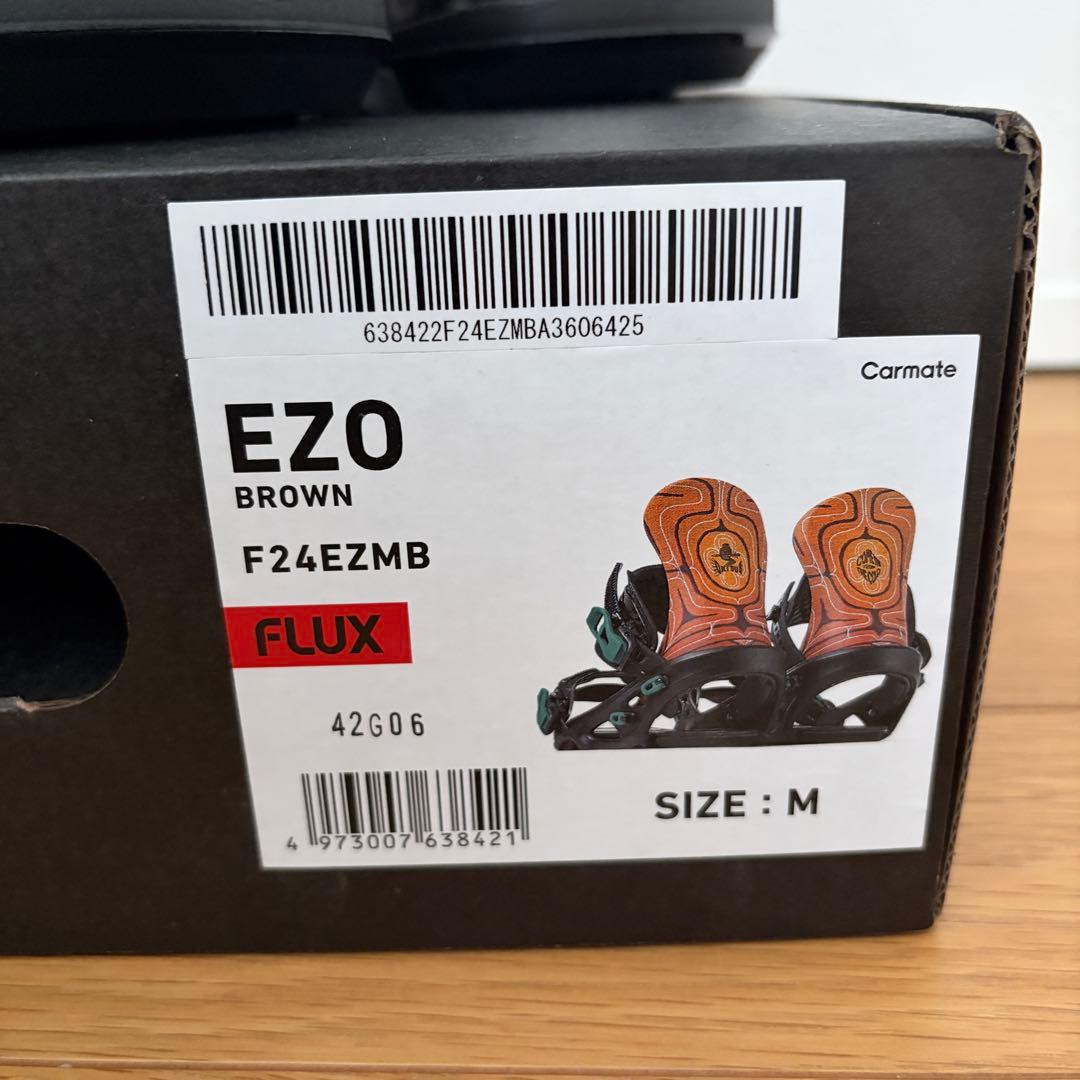 638422F24EZMBA3606425
Carmate
EZO
BROWN
F24EZMB
FLUX
42G06
SIZE : M
4 973007 638421